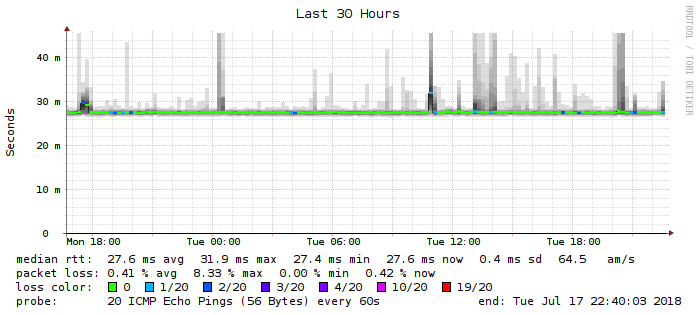 Last 30 Hours
RRDTOOL / TOBI OETIKER
Seconds
40 m
30 m
20 m
10 m
0
Mon 18:00 Tue 00:00 Tue 06:00 Tue 12:00 Tue 18:00
median rtt: 27.6 ms avg 31.9 ms max 27.4 ms min 27.6 ms now 0.4 ms sd 64.5 am/s
packet loss: 0.41 % avg 8.33 % max 0.00 % min 0.42 % now
loss color: 0 1/20 2/20 3/20 4/20 10/20 19/20
probe: 20 ICMP Echo Pings (56 Bytes) every 60s end: Tue Jul 17 22:40:03 2018